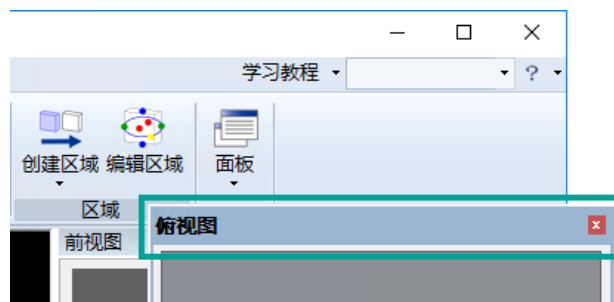 学习教程
?
创建区域 编辑区域 面板
区域
俯视图
前视图